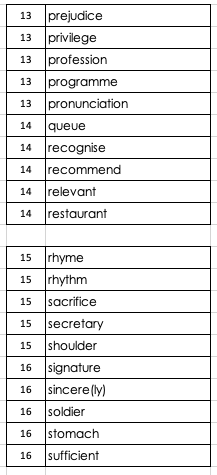 13 prejudice
13 privilege
13 profession
13 programme
13 pronunciation
14 queue
14 recognise
14 recommend
14 relevant
14 restaurant
15 rhyme
15 rhythm
15 sacrifice
15 secretary
15 shoulder
16 signature
16 sincere(ly)
16 soldier
16 stomach
16 sufficient